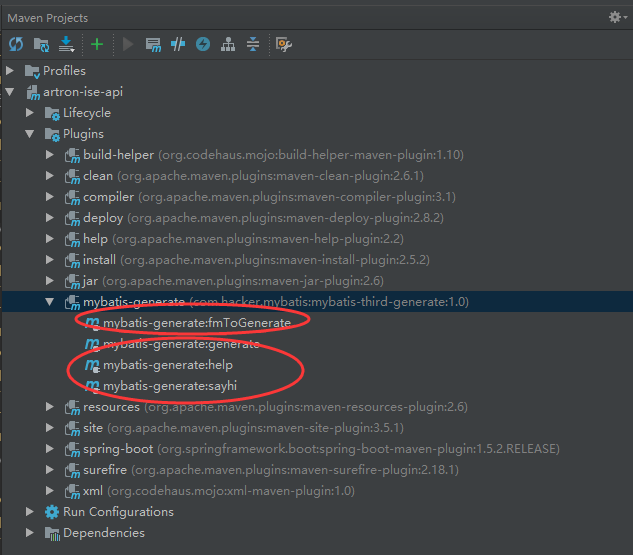 Maven Projects
Profiles
artron-ise-api
Lifecycle
Plugins
build-helper (org.codehaus.mojo:build-helper-maven-plugin:1.10)
clean (org.apache.maven.plugins:maven-clean-plugin:2.6.1)
compiler (org.apache.maven.plugins:maven-compiler-plugin:3.1)
deploy (org.apache.maven.plugins:maven-deploy-plugin:2.8.2)
help (org.apache.maven.plugins:maven-help-plugin:2.2)
install (org.apache.maven.plugins:maven-install-plugin:2.5.2)
jar (org.apache.maven.plugins:maven-jar-plugin:2.6)
mybatis-generate (com.hacker.mybatis:mybatis-third-generate:1.0)
mybatis-generate:fmToGenerate
mybatis-generate:generate
mybatis-generate:help
mybatis-generate:sayhi
resources (org.apache.maven.plugins:maven-resources-plugin:2.6)
site (org.apache.maven.plugins:maven-site-plugin:3.5.1)
spring-boot (org.springframework.boot:spring-boot-maven-plugin:1.5.2.RELEASE)
surefire (org.apache.maven.plugins:maven-surefire-plugin:2.18.1)
xml (org.codehaus.mojo:xml-maven-plugin:1.0)
Run Configurations
Dependencies